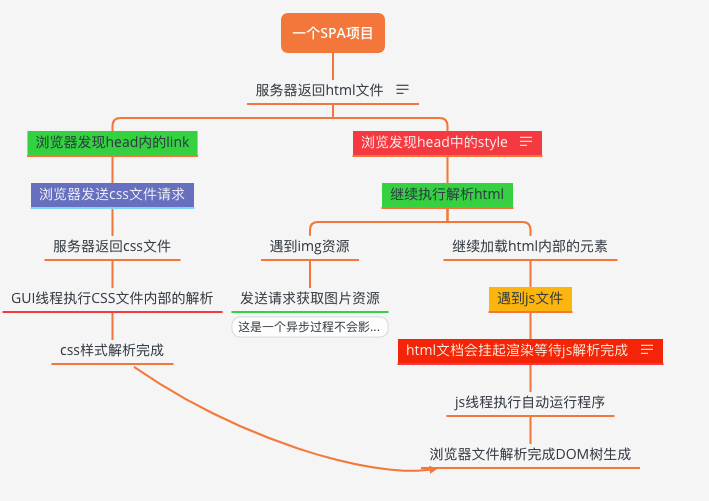 一个SPA项目
服务器返回html文件
浏览器发现head内的link
浏览发现head中的style
浏览器发送css文件请求
继续执行解析html
服务器返回css文件
遇到img资源
继续加载html内部的元素
GUI线程执行CSS文件内部的解析
发送请求获取图片资源
遇到js文件
这是一个异步过程不会影...
css样式解析完成
html文档会挂起渲染等待js解析完成
js线程执行自动运行程序
浏览器文件解析完成DOM树生成